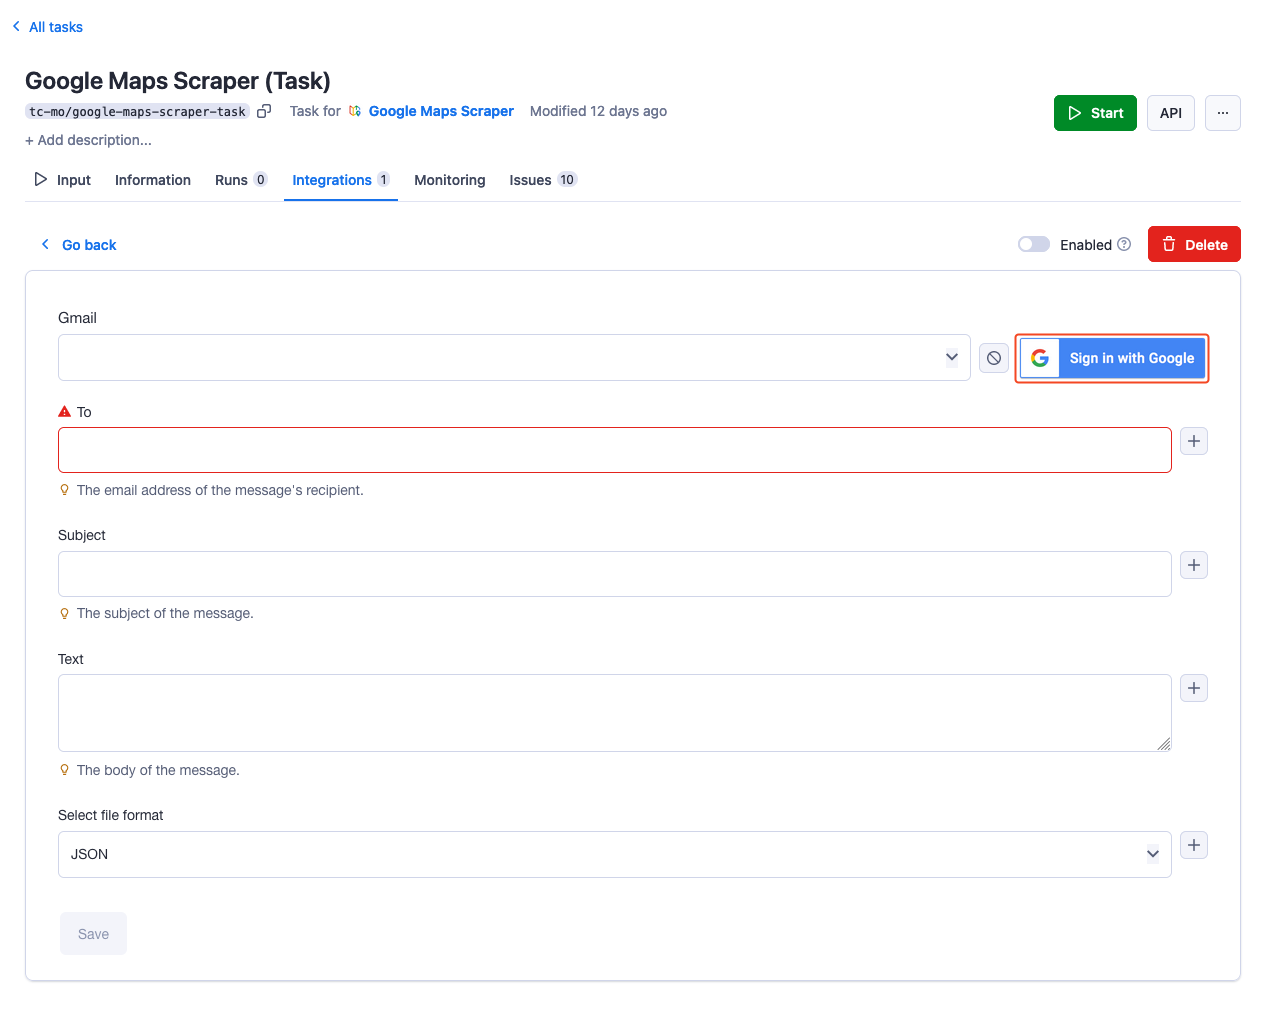 All tasks
Google Maps Scraper (Task)
tc-mo/google-maps-scraper-task Task for Google Maps Scraper Modified 12 days ago
Start API ...
+ Add description...
Input Information Runs 0 Integrations 1 Monitoring Issues 10
Go back Enabled ? Delete
Gmail
Sign in with Google
To
The email address of the message's recipient.
Subject
The subject of the message.
Text
The body of the message.
Select file format
JSON
Save